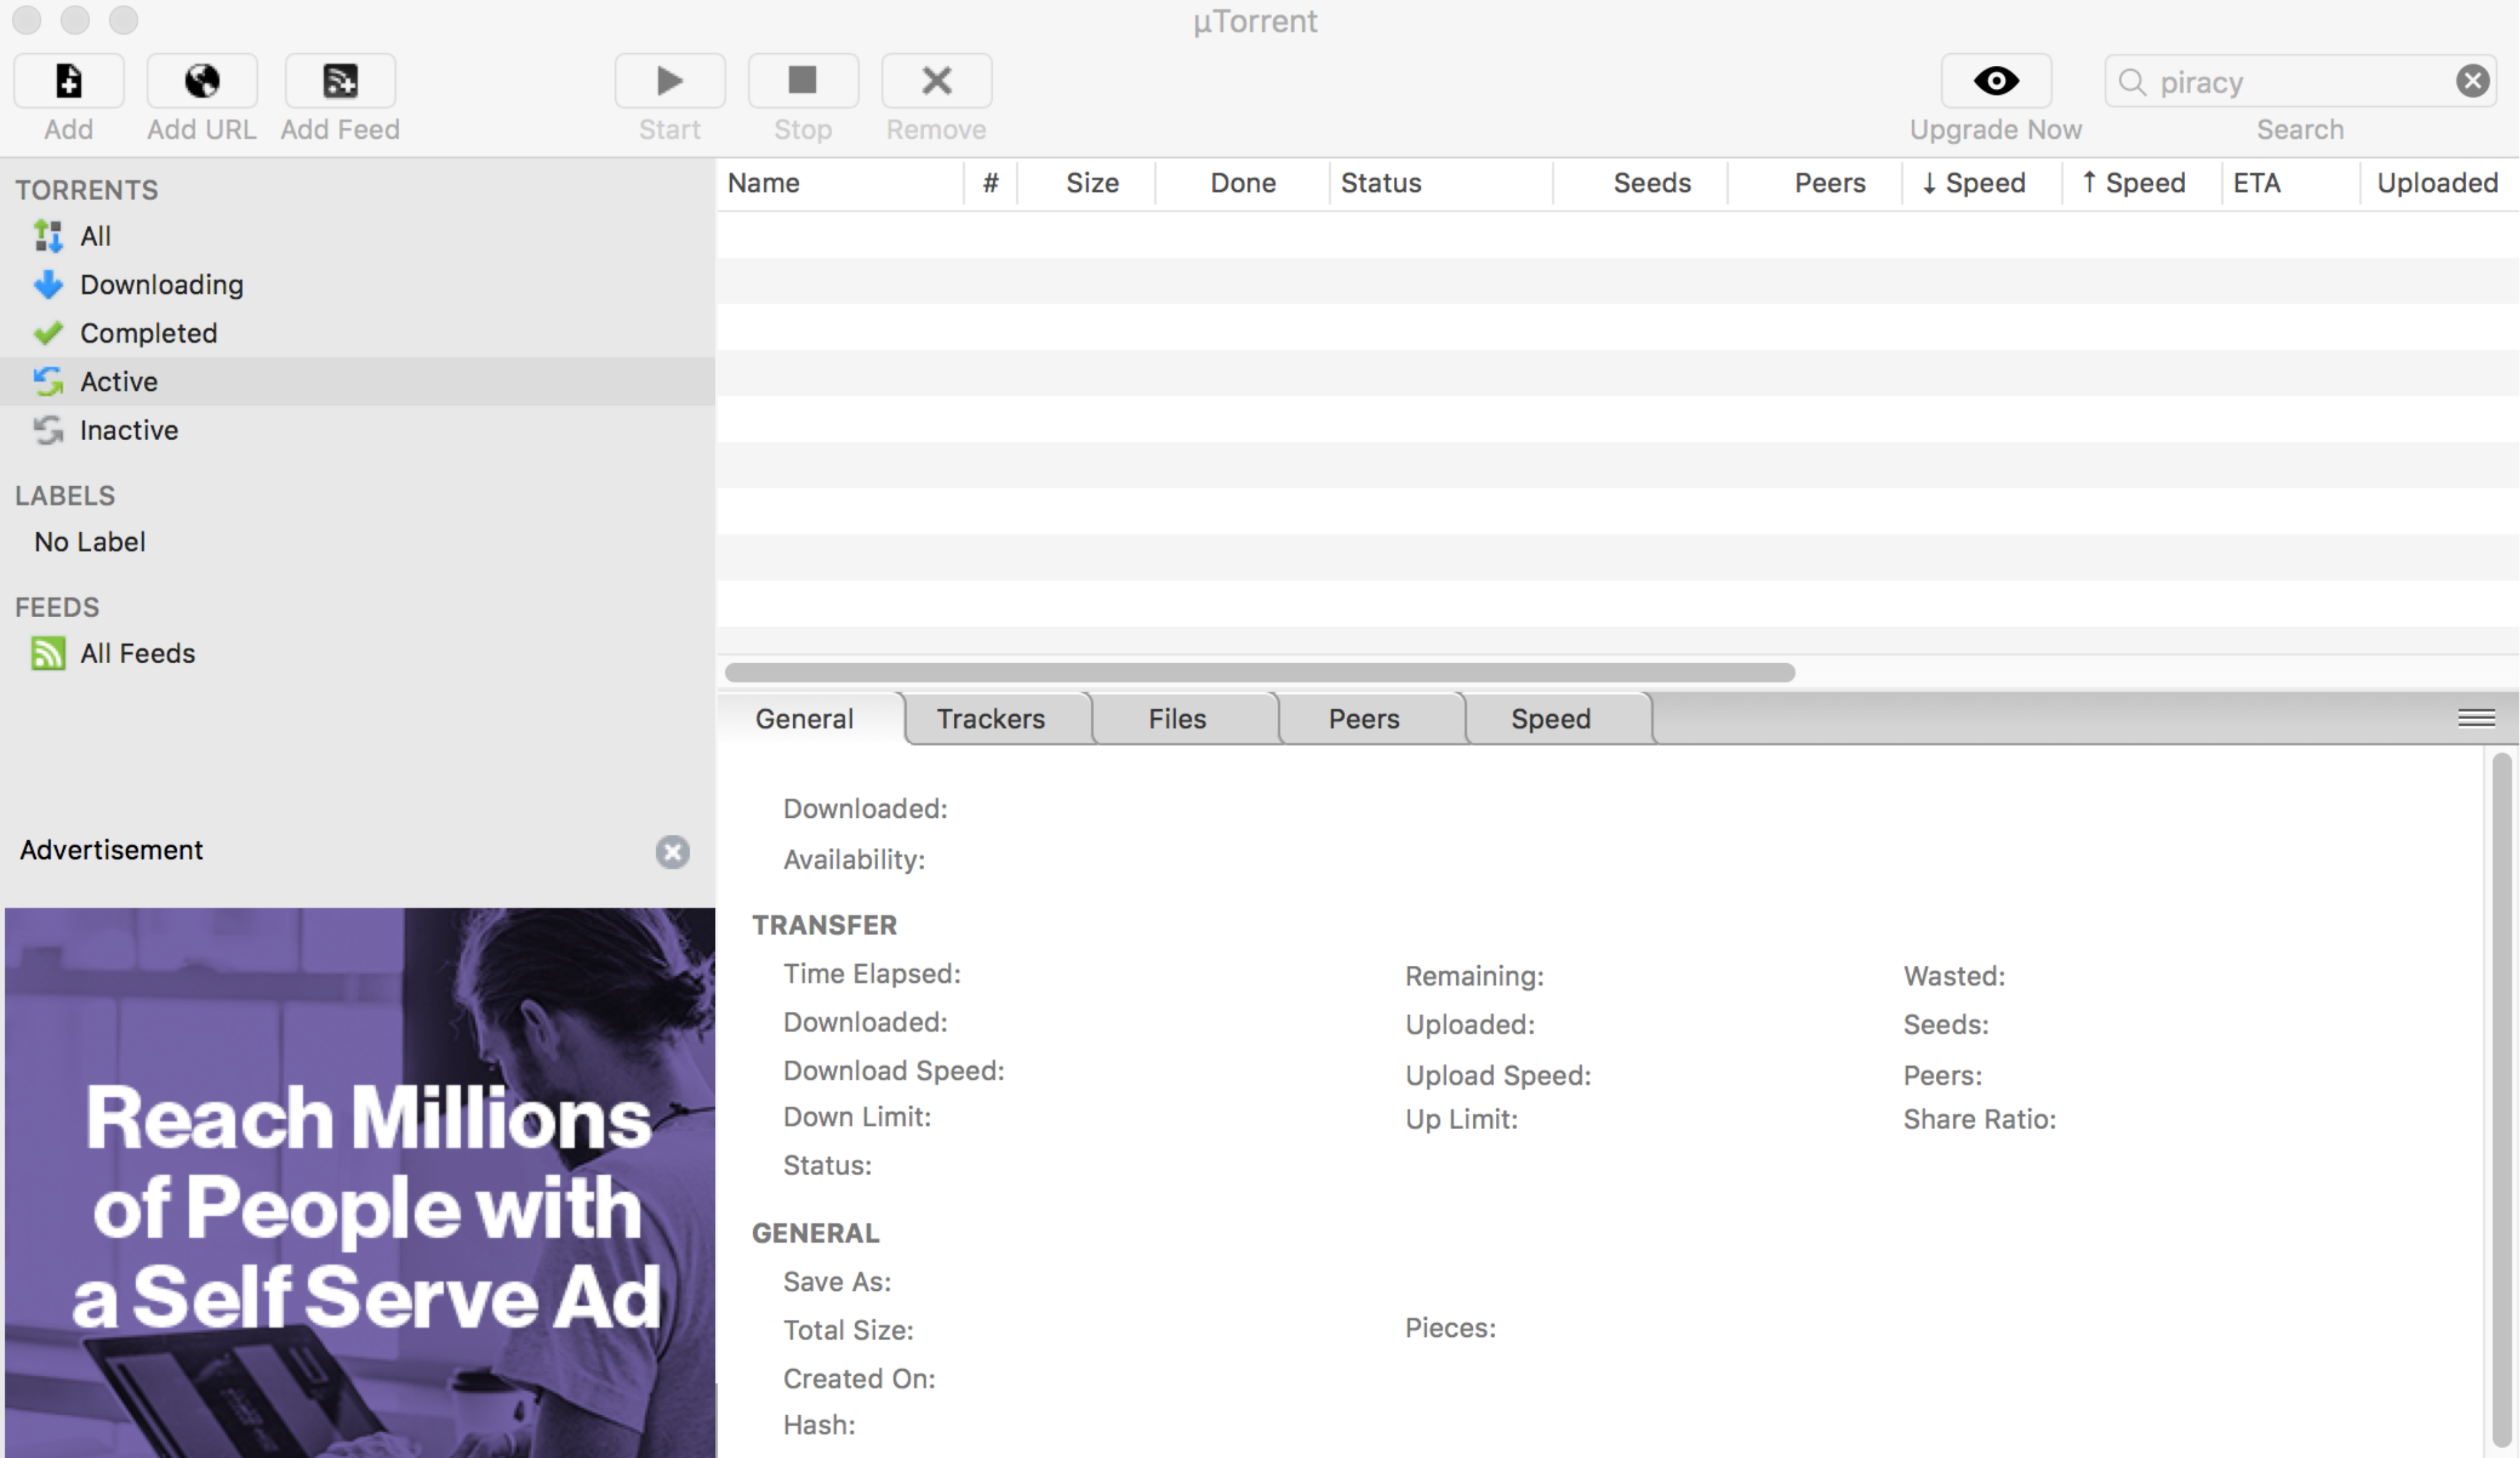 µTorrent
Add
Add URL
Add Feed
Start
Stop
Remove
Upgrade Now
piracy
Search
TORRENTS
All
Downloading
Completed
Active
Inactive
LABELS
No Label
FEEDS
All Feeds
Advertisement
Reach Millions
of People with
a Self Serve Ad
Name # Size Done Status Seeds Peers ↓ Speed ↑ Speed ETA Uploaded
General Trackers Files Peers Speed
Downloaded:
Availability:
TRANSFER
Time Elapsed: Remaining: Wasted:
Downloaded: Uploaded: Seeds:
Download Speed: Upload Speed: Peers:
Down Limit: Up Limit: Share Ratio:
Status:
GENERAL
Save As:
Total Size: Pieces:
Created On:
Hash: